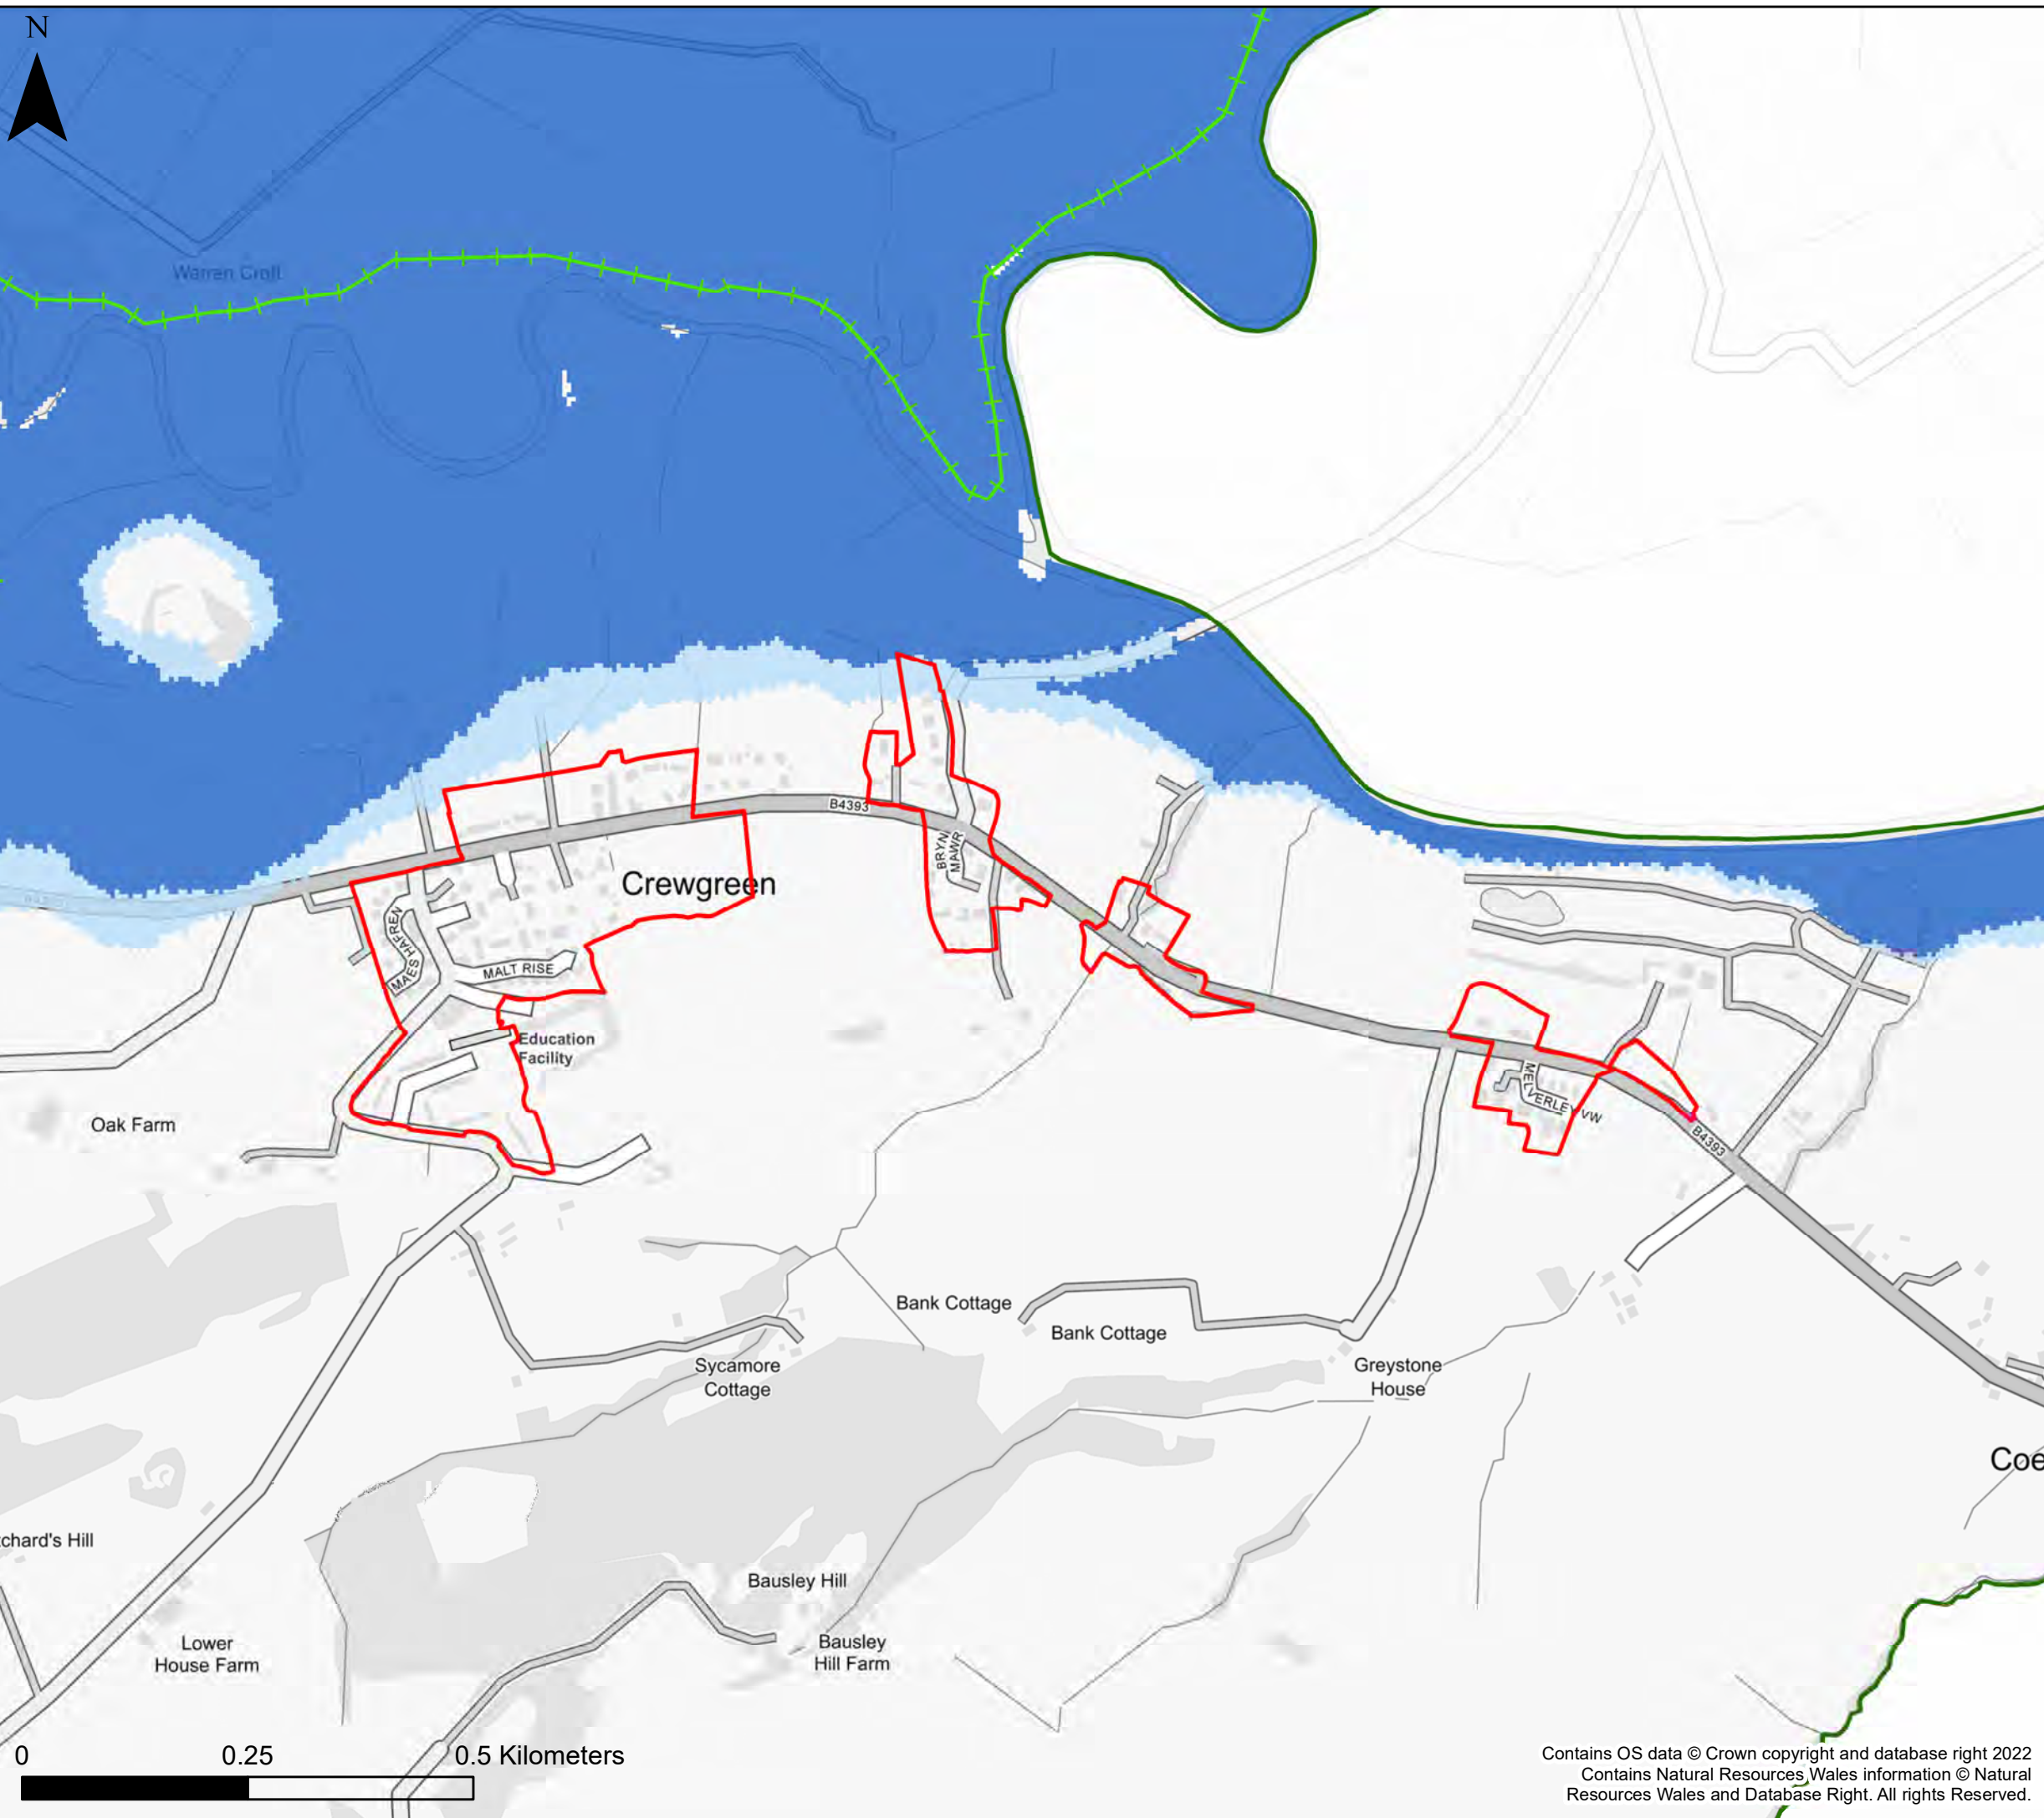 N
Warren Croft
B4393
BRYN
MAWR
Crewgreen
MAES HAFREN
MALT RISE
Education
Facility
MELVERLEY VW
Oak Farm
B4393
Bank Cottage
Bank Cottage
Sycamore
Cottage
Greystone
House
Coe
chard's Hill
Bausley Hill
Lower
House Farm
Bausley
Hill Farm
0 0.25 0.5 Kilometers
Contains OS data © Crown copyright and database right 2022
Contains Natural Resources Wales information © Natural
Resources Wales and Database Right. All rights Reserved.